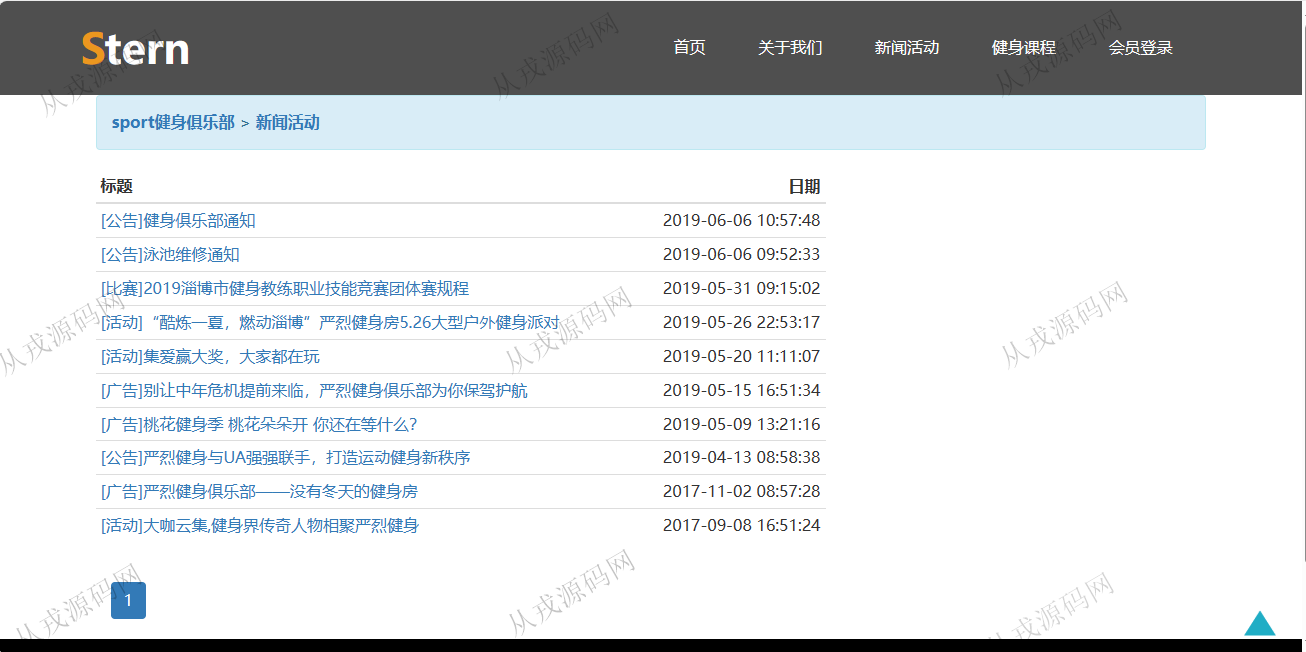 Stern
首页 关于我们 新闻活动 健身课程 会员登录
sport健身俱乐部 > 新闻活动
标题 日期
[公告]健身俱乐部通知 2019-06-06 10:57:48
[公告]泳池维修通知 2019-06-06 09:52:33
[比赛]2019淄博市健身教练职业技能竞赛团体赛规程 2019-05-31 09:15:02
[活动]“酷炼一夏，燃动淄博”严烈健身房5.26大型户外健身派对 2019-05-26 22:53:17
[活动]集爱赢大奖，大家都在玩 2019-05-20 11:11:07
[广告]别让中年危机提前来临，严烈健身俱乐部为你保驾护航 2019-05-15 16:51:34
[广告]桃花健身季 桃花朵朵开 你还在等什么？ 2019-05-09 13:21:16
[公告]严烈健身与UA强强联手，打造运动健身新秩序 2019-04-13 08:58:38
[广告]严烈健身俱乐部——没有冬天的健身房 2017-11-02 08:57:28
[活动]大咖云集,健身界传奇人物相聚严烈健身 2017-09-08 16:51:24
1
从戎源码网
从戎源码网
从戎源码网
从戎源码网
从戎源码网
从戎源码网
从戎源码网
从戎源码网
从戎源码网